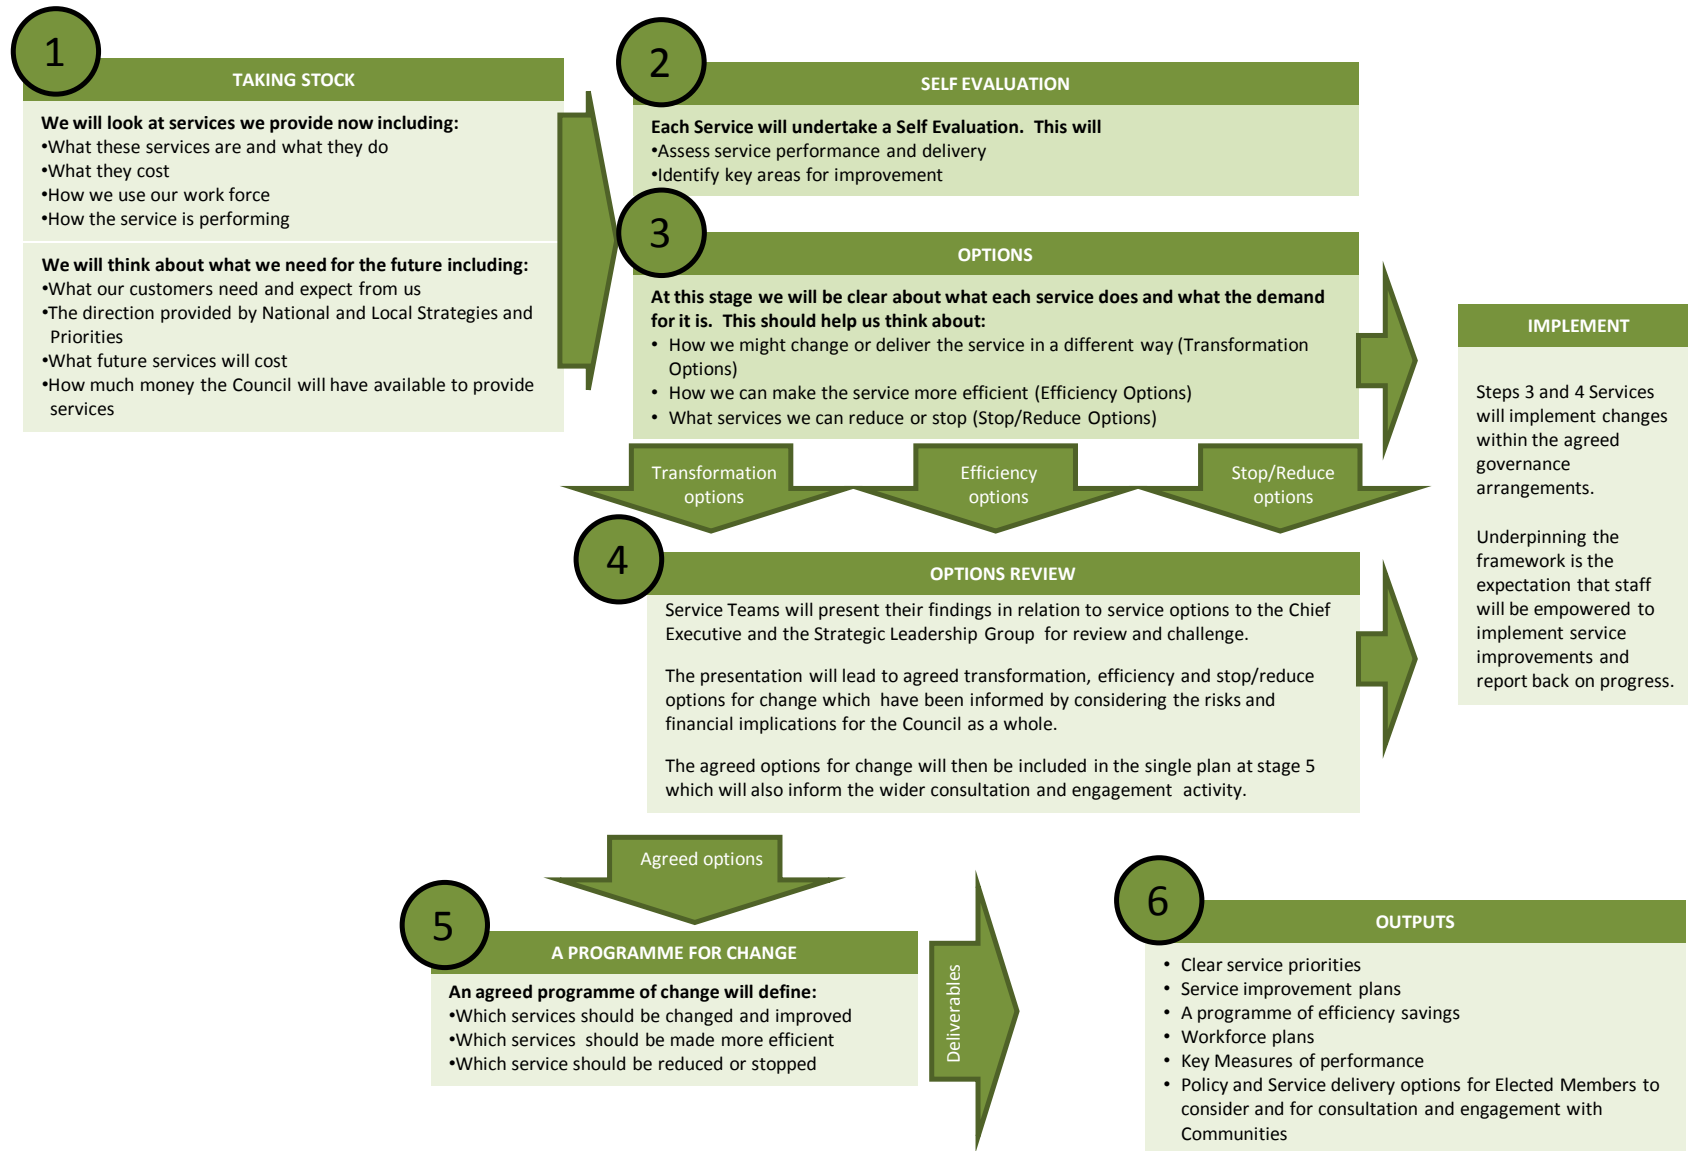 1
TAKING STOCK
We will look at services we provide now including:
•What these services are and what they do
•What they cost
•How we use our work force
•How the service is performing
We will think about what we need for the future including:
•What our customers need and expect from us
•The direction provided by National and Local Strategies and
Priorities
•What future services will cost
•How much money the Council will have available to provide
services
2
SELF EVALUATION
Each Service will undertake a Self Evaluation.  This will
•Assess service performance and delivery
•Identify key areas for improvement
3
OPTIONS
At this stage we will be clear about what each service does and what the demand
for it is.  This should help us think about:
• How we might change or deliver the service in a different way (Transformation
Options)
• How we can make the service more efficient (Efficiency Options)
• What services we can reduce or stop (Stop/Reduce Options)
Transformation
options
Efficiency
options
Stop/Reduce
options
IMPLEMENT
Steps 3 and 4 Services
will implement changes
within the agreed
governance
arrangements.
Underpinning the
framework is the
expectation that staff
will be empowered to
implement service
improvements and
report back on progress.
4
OPTIONS REVIEW
Service Teams will present their findings in relation to service options to the Chief
Executive and the Strategic Leadership Group  for review and challenge.
The presentation will lead to agreed transformation, efficiency and stop/reduce
options for change which  have been informed by considering the risks and
financial implications for the Council as a whole.
The agreed options for change will then be included in the single plan at stage 5
which will also inform the wider consultation and engagement  activity.
Agreed options
5
A PROGRAMME FOR CHANGE
An agreed programme of change will define:
•Which services should be changed and improved
•Which services  should be made more efficient
•Which service should be reduced or stopped
Deliverables
6
OUTPUTS
• Clear service priorities
• Service improvement plans
• A programme of efficiency savings
• Workforce plans
• Key Measures of performance
• Policy and Service delivery options for Elected Members to
consider and for consultation and engagement with
Communities